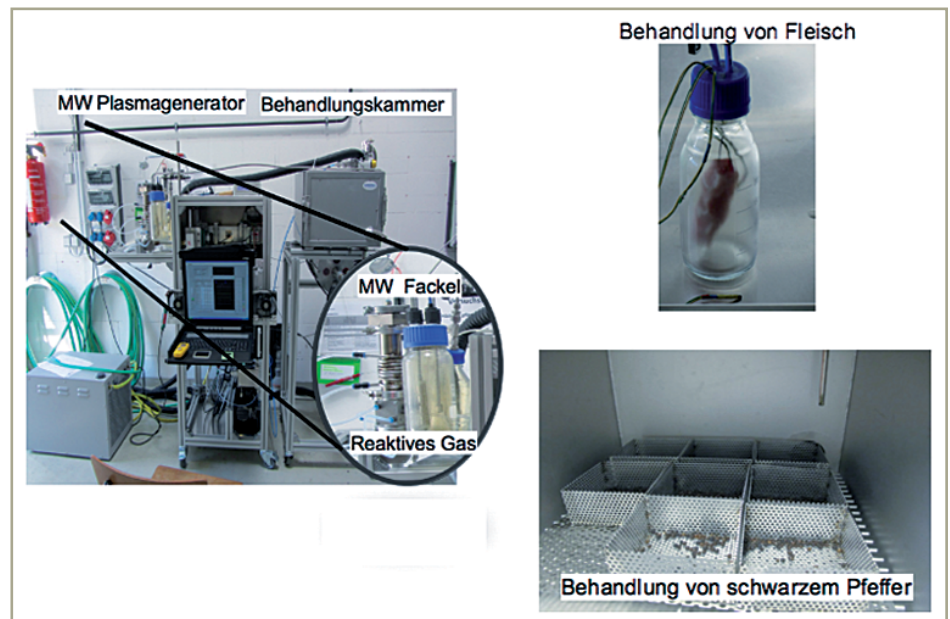 Behandlung von Fleisch
MW Plasmagenerator
Behandlungskammer
MW Fackel
Reaktives Gas
Behandlung von schwarzem Pfeffer